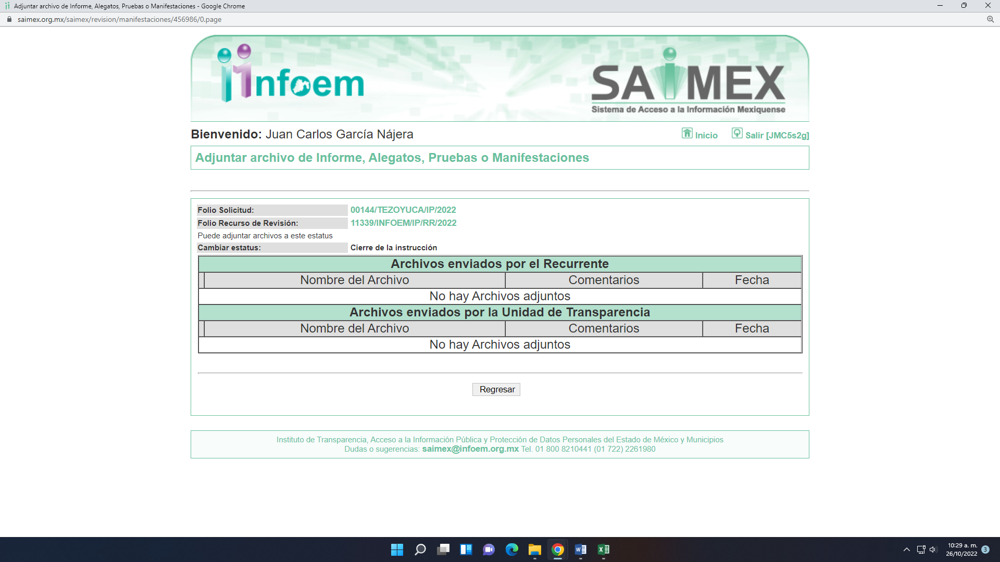 Adjuntar archivo de Informe, Alegatos, Pruebas o Manifestaciones - Google Chrome
saimex.org.mx/saimex/revision/manifestaciones/456986/0.page
infoem
SAiMEX
Sistema de Acceso a la Información Mexiquense
Bienvenido: Juan Carlos García Nájera
Inicio Salir [JMC5s2g]
Adjuntar archivo de Informe, Alegatos, Pruebas o Manifestaciones
Folio Solicitud: 00144/TEZOYUCA/IP/2022
Folio Recurso de Revisión: 11339/INFOEM/IP/RR/2022
Puede adjuntar archivos a este estatus
Cambiar estatus: Cierre de la instrucción
Archivos enviados por el Recurrente
Nombre del Archivo Comentarios Fecha
No hay Archivos adjuntos
Archivos enviados por la Unidad de Transparencia
Nombre del Archivo Comentarios Fecha
No hay Archivos adjuntos
Regresar
Instituto de Transparencia, Acceso a la Información Pública y Protección de Datos Personales del Estado de México y Municipios
Dudas o sugerencias: saimex@infoem.org.mx Tel. 01 800 8210441 (01 722) 2261980
10:29 a. m.
26/10/2022
3